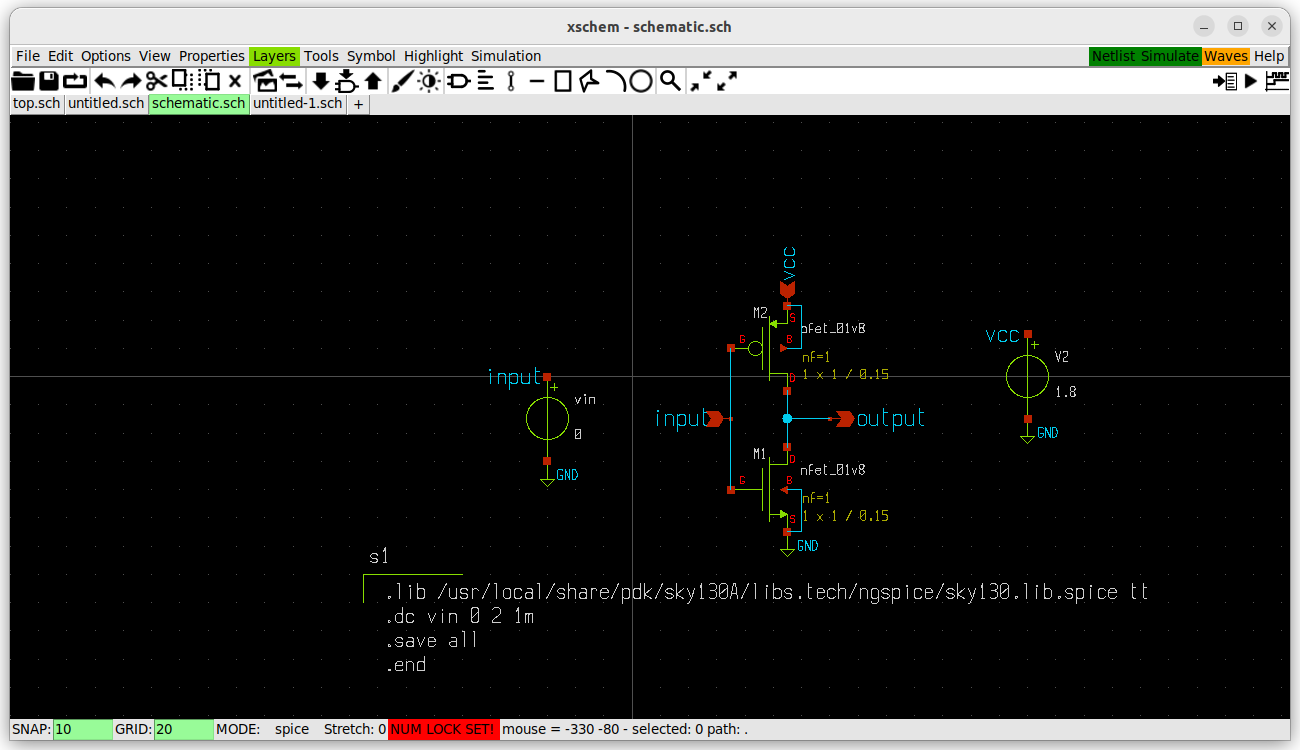 xschem - schematic.sch
File Edit Options View Properties Layers Tools Symbol Highlight Simulation Netlist Simulate Waves Help
top.sch untitled.sch schematic.sch untitled-1.sch +
VCC
M2
S
pfet_01v8
G
B
nf=1
D
1 x 1 / 0.15
VCC
+
V2
1.8
GND
input
+
vin
0
GND
input
output
M1
D
nfet_01v8
G
B
nf=1
S
1 x 1 / 0.15
GND
s1
.lib /usr/local/share/pdk/sky130A/libs.tech/ngspice/sky130.lib.spice tt
.dc vin 0 2 1m
.save all
.end
SNAP: 10 GRID: 20 MODE: spice Stretch: 0 NUM LOCK SET! mouse = -330 -80 - selected: 0 path: .